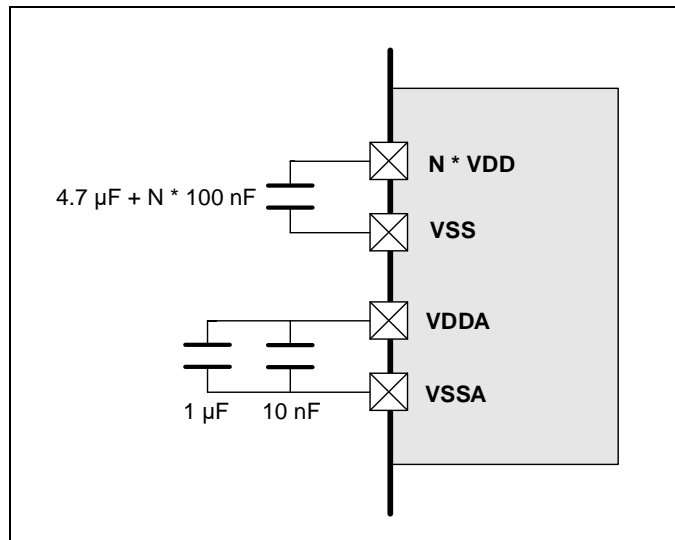 N * VDD
4.7 µF + N * 100 nF
VSS
VDDA
VSSA
1 µF 10 nF